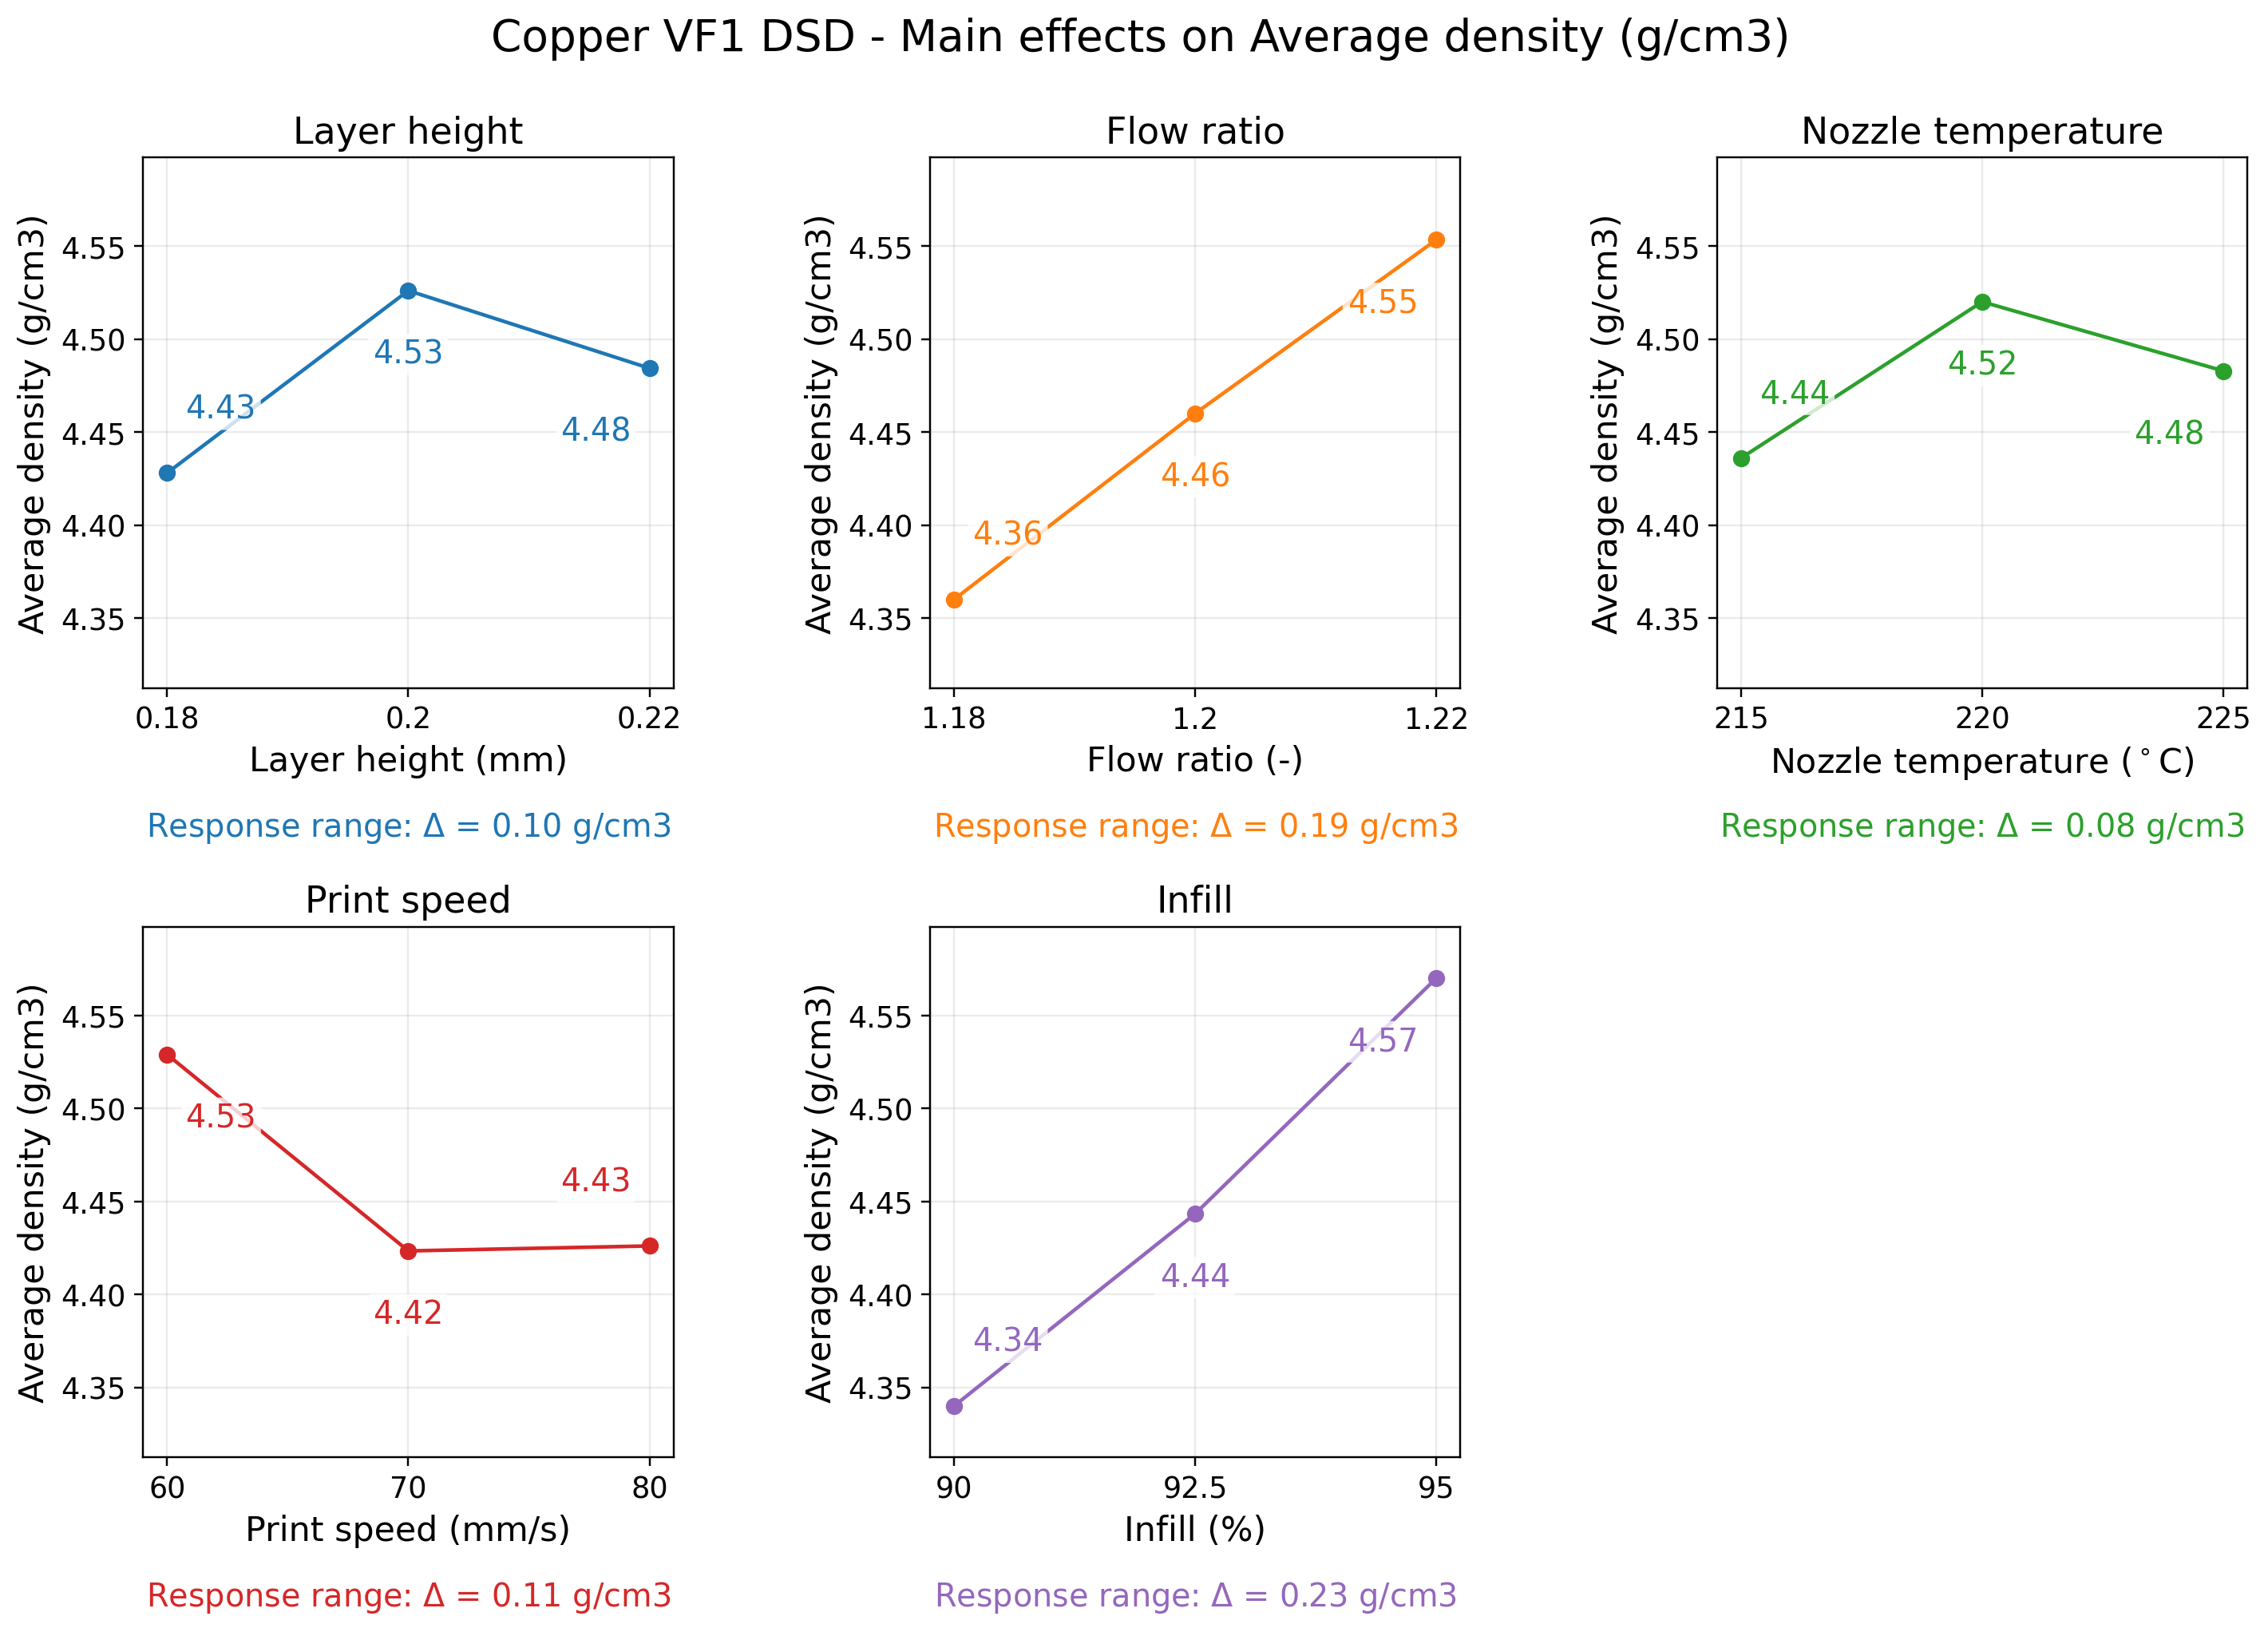 Copper VF1 DSD - Main effects on Average density (g/cm3)
Layer height
Average density (g/cm3)
4.55
4.50
4.45
4.40
4.35
4.43
4.53
4.48
0.18
0.2
0.22
Layer height (mm)
Response range: Δ = 0.10 g/cm3
Flow ratio
Average density (g/cm3)
4.55
4.50
4.45
4.40
4.35
4.36
4.46
4.55
1.18
1.2
1.22
Flow ratio (-)
Response range: Δ = 0.19 g/cm3
Nozzle temperature
Average density (g/cm3)
4.55
4.50
4.45
4.40
4.35
4.44
4.52
4.48
215
220
225
Nozzle temperature (°C)
Response range: Δ = 0.08 g/cm3
Print speed
Average density (g/cm3)
4.55
4.50
4.45
4.40
4.35
4.53
4.42
4.43
60
70
80
Print speed (mm/s)
Response range: Δ = 0.11 g/cm3
Infill
Average density (g/cm3)
4.55
4.50
4.45
4.40
4.35
4.34
4.44
4.57
90
92.5
95
Infill (%)
Response range: Δ = 0.23 g/cm3